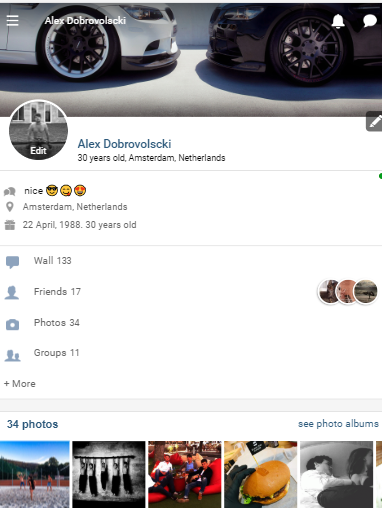 Alex Dobrovolscki
Edit
Alex Dobrovolscki
30 years old, Amsterdam, Netherlands
nice 😎😋😍
Amsterdam, Netherlands
22 April, 1988. 30 years old
Wall 133
Friends 17
Photos 34
Groups 11
+ More
34 photos
see photo albums